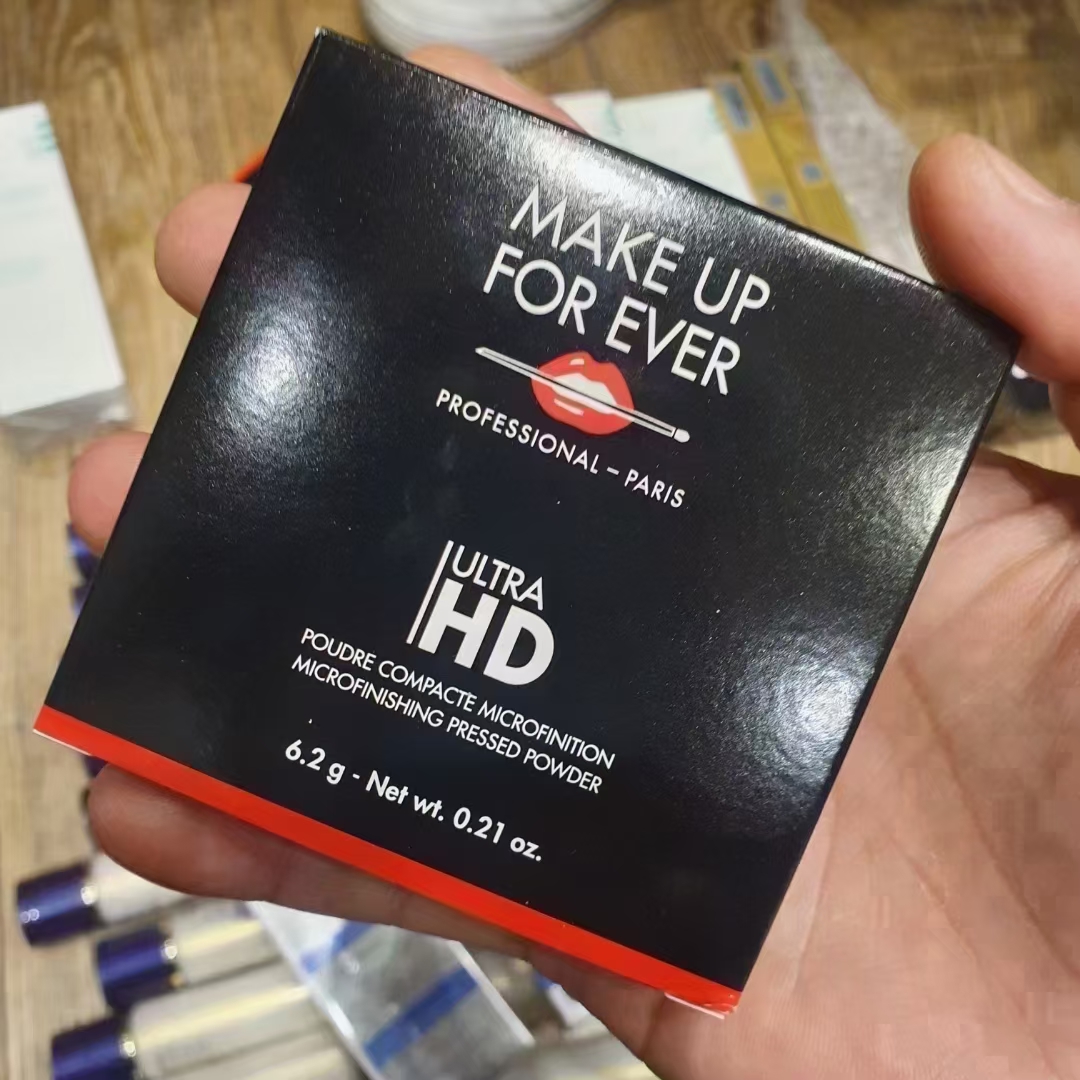 MAKE UP
FOR EVER
PROFESSIONAL – PARIS
ULTRA
HD
POUDRE COMPACTE MICROFINITION
MICROFINISHING PRESSED POWDER
6.2 g - Net wt. 0.21 oz.